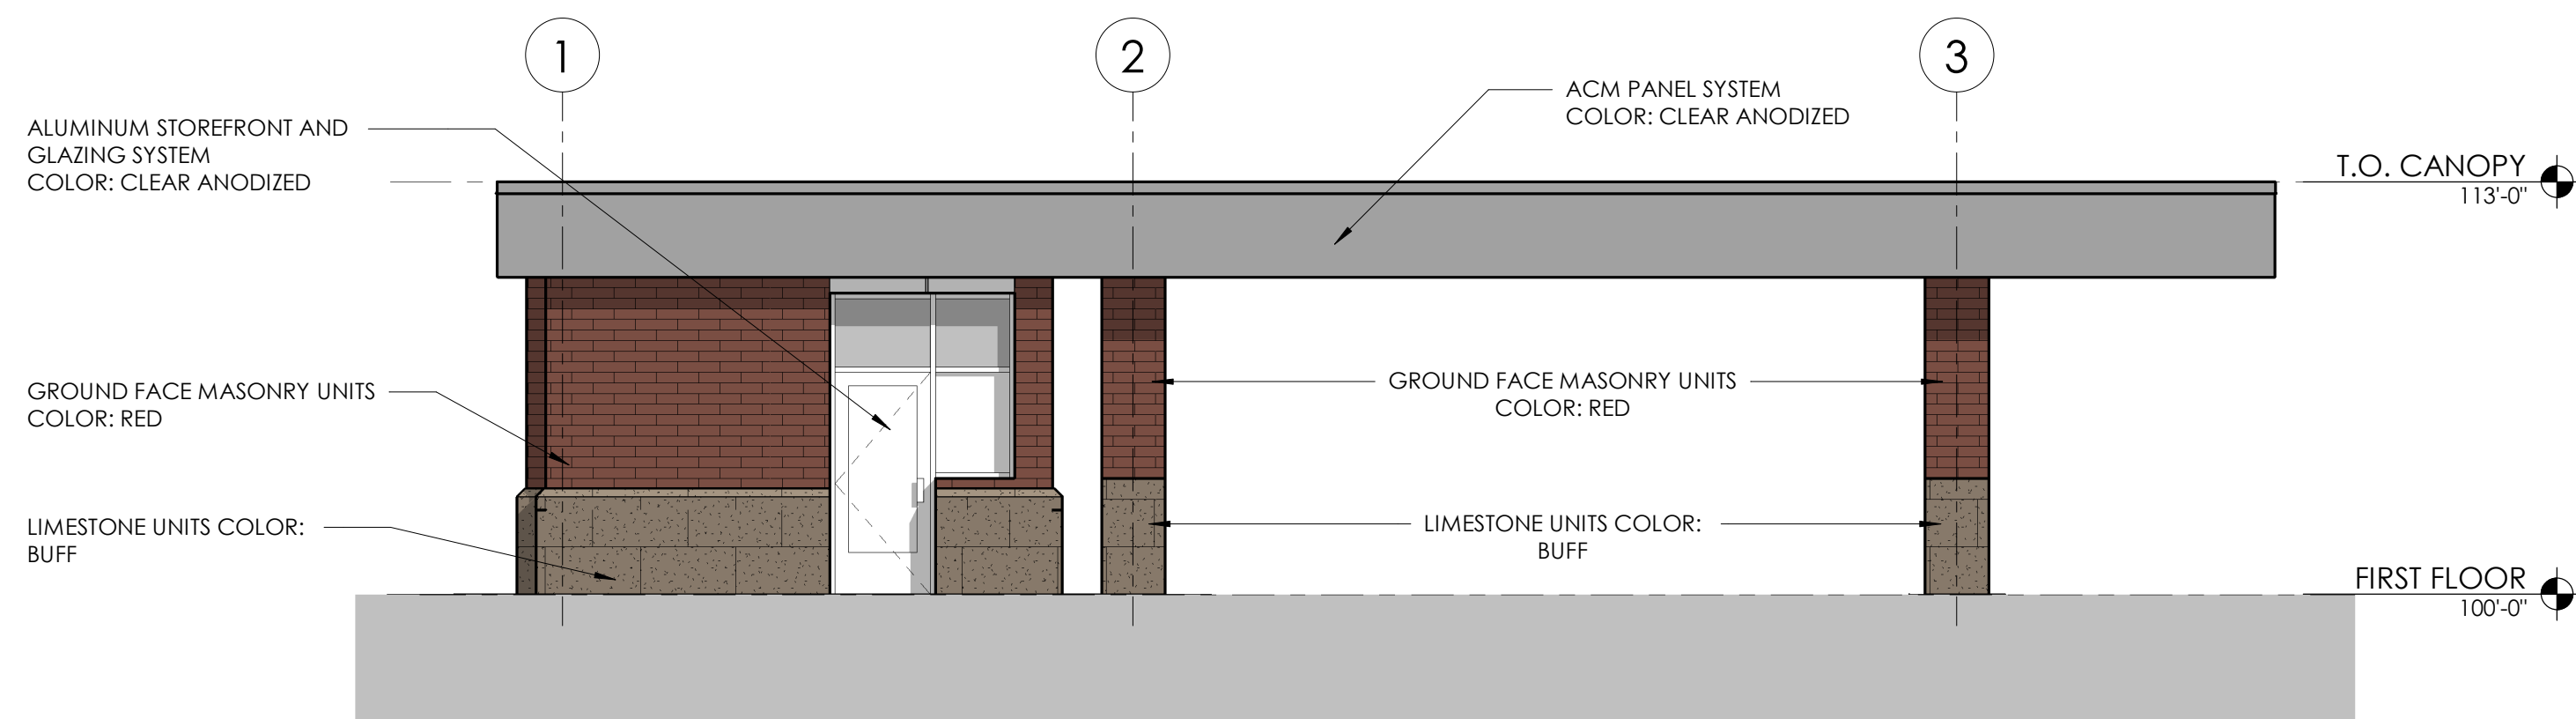 1
2
3
ACM PANEL SYSTEM
COLOR: CLEAR ANODIZED
ALUMINUM STOREFRONT AND
GLAZING SYSTEM
COLOR: CLEAR ANODIZED
T.O. CANOPY
113'-0"
GROUND FACE MASONRY UNITS
COLOR: RED
GROUND FACE MASONRY UNITS
COLOR: RED
LIMESTONE UNITS COLOR:
BUFF
LIMESTONE UNITS COLOR:
BUFF
FIRST FLOOR
100'-0"